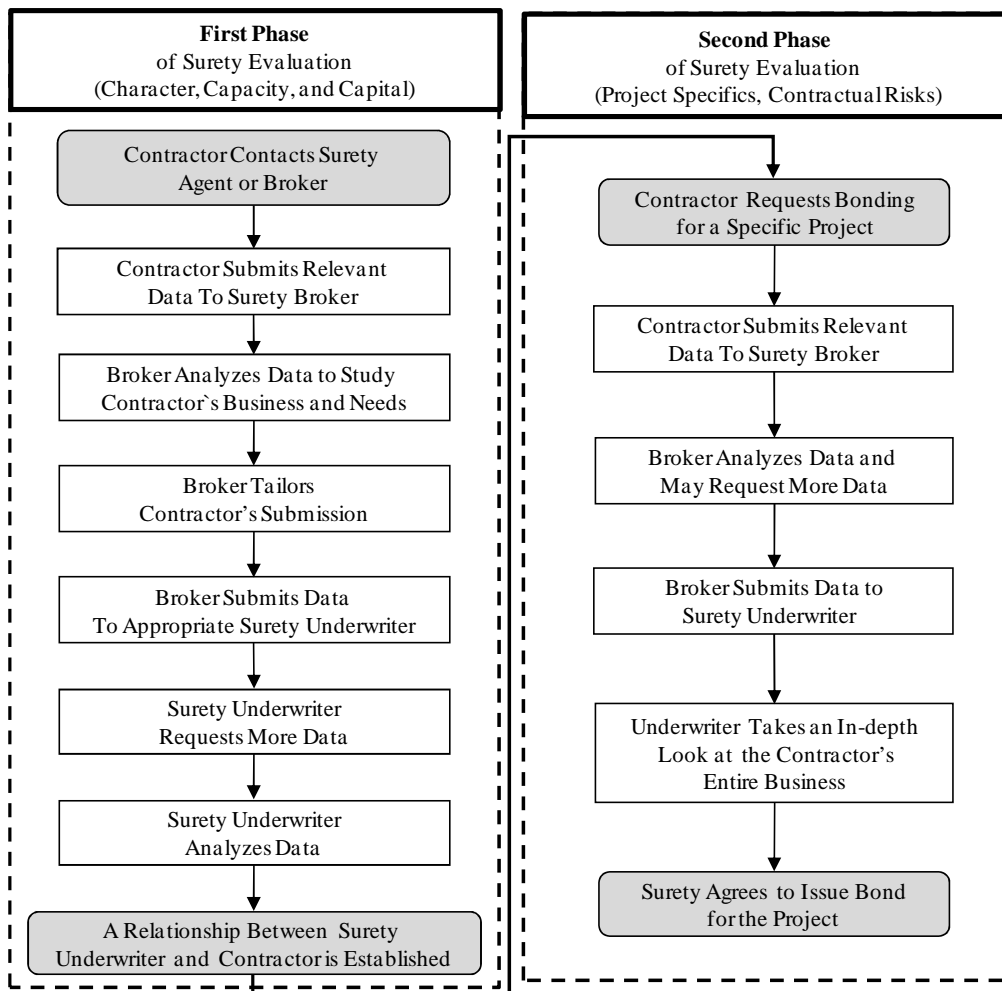 First Phase
of Surety Evaluation
(Character, Capacity, and Capital)
Contractor Contacts Surety
Agent or Broker
Contractor Submits Relevant
Data To Surety Broker
Broker Analyzes Data to Study
Contractor`s Business and Needs
Broker Tailors
Contractor’s Submission
Broker Submits Data
To Appropriate Surety Underwriter
Surety Underwriter
Requests More Data
Surety Underwriter
Analyzes Data
A Relationship Between Surety
Underwriter and Contractor is Established
Second Phase
of Surety Evaluation
(Project Specifics, Contractual Risks)
Contractor Requests Bonding
for a Specific Project
Contractor Submits Relevant
Data To Surety Broker
Broker Analyzes Data and
May Request More Data
Broker Submits Data to
Surety Underwriter
Underwriter Takes an In-depth
Look at the Contractor’s
Entire Business
Surety Agrees to Issue Bond
for the Project